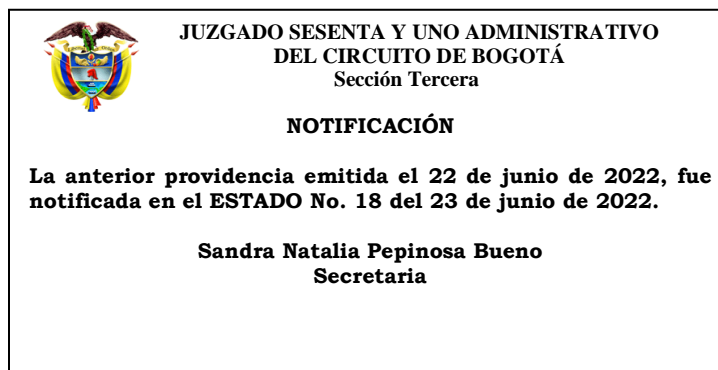 JUZGADO SESENTA Y UNO ADMINISTRATIVO
DEL CIRCUITO DE BOGOTÁ
Sección Tercera
NOTIFICACIÓN
La anterior providencia emitida el 22 de junio de 2022, fue
notificada en el ESTADO No. 18 del 23 de junio de 2022.
Sandra Natalia Pepinosa Bueno
Secretaria